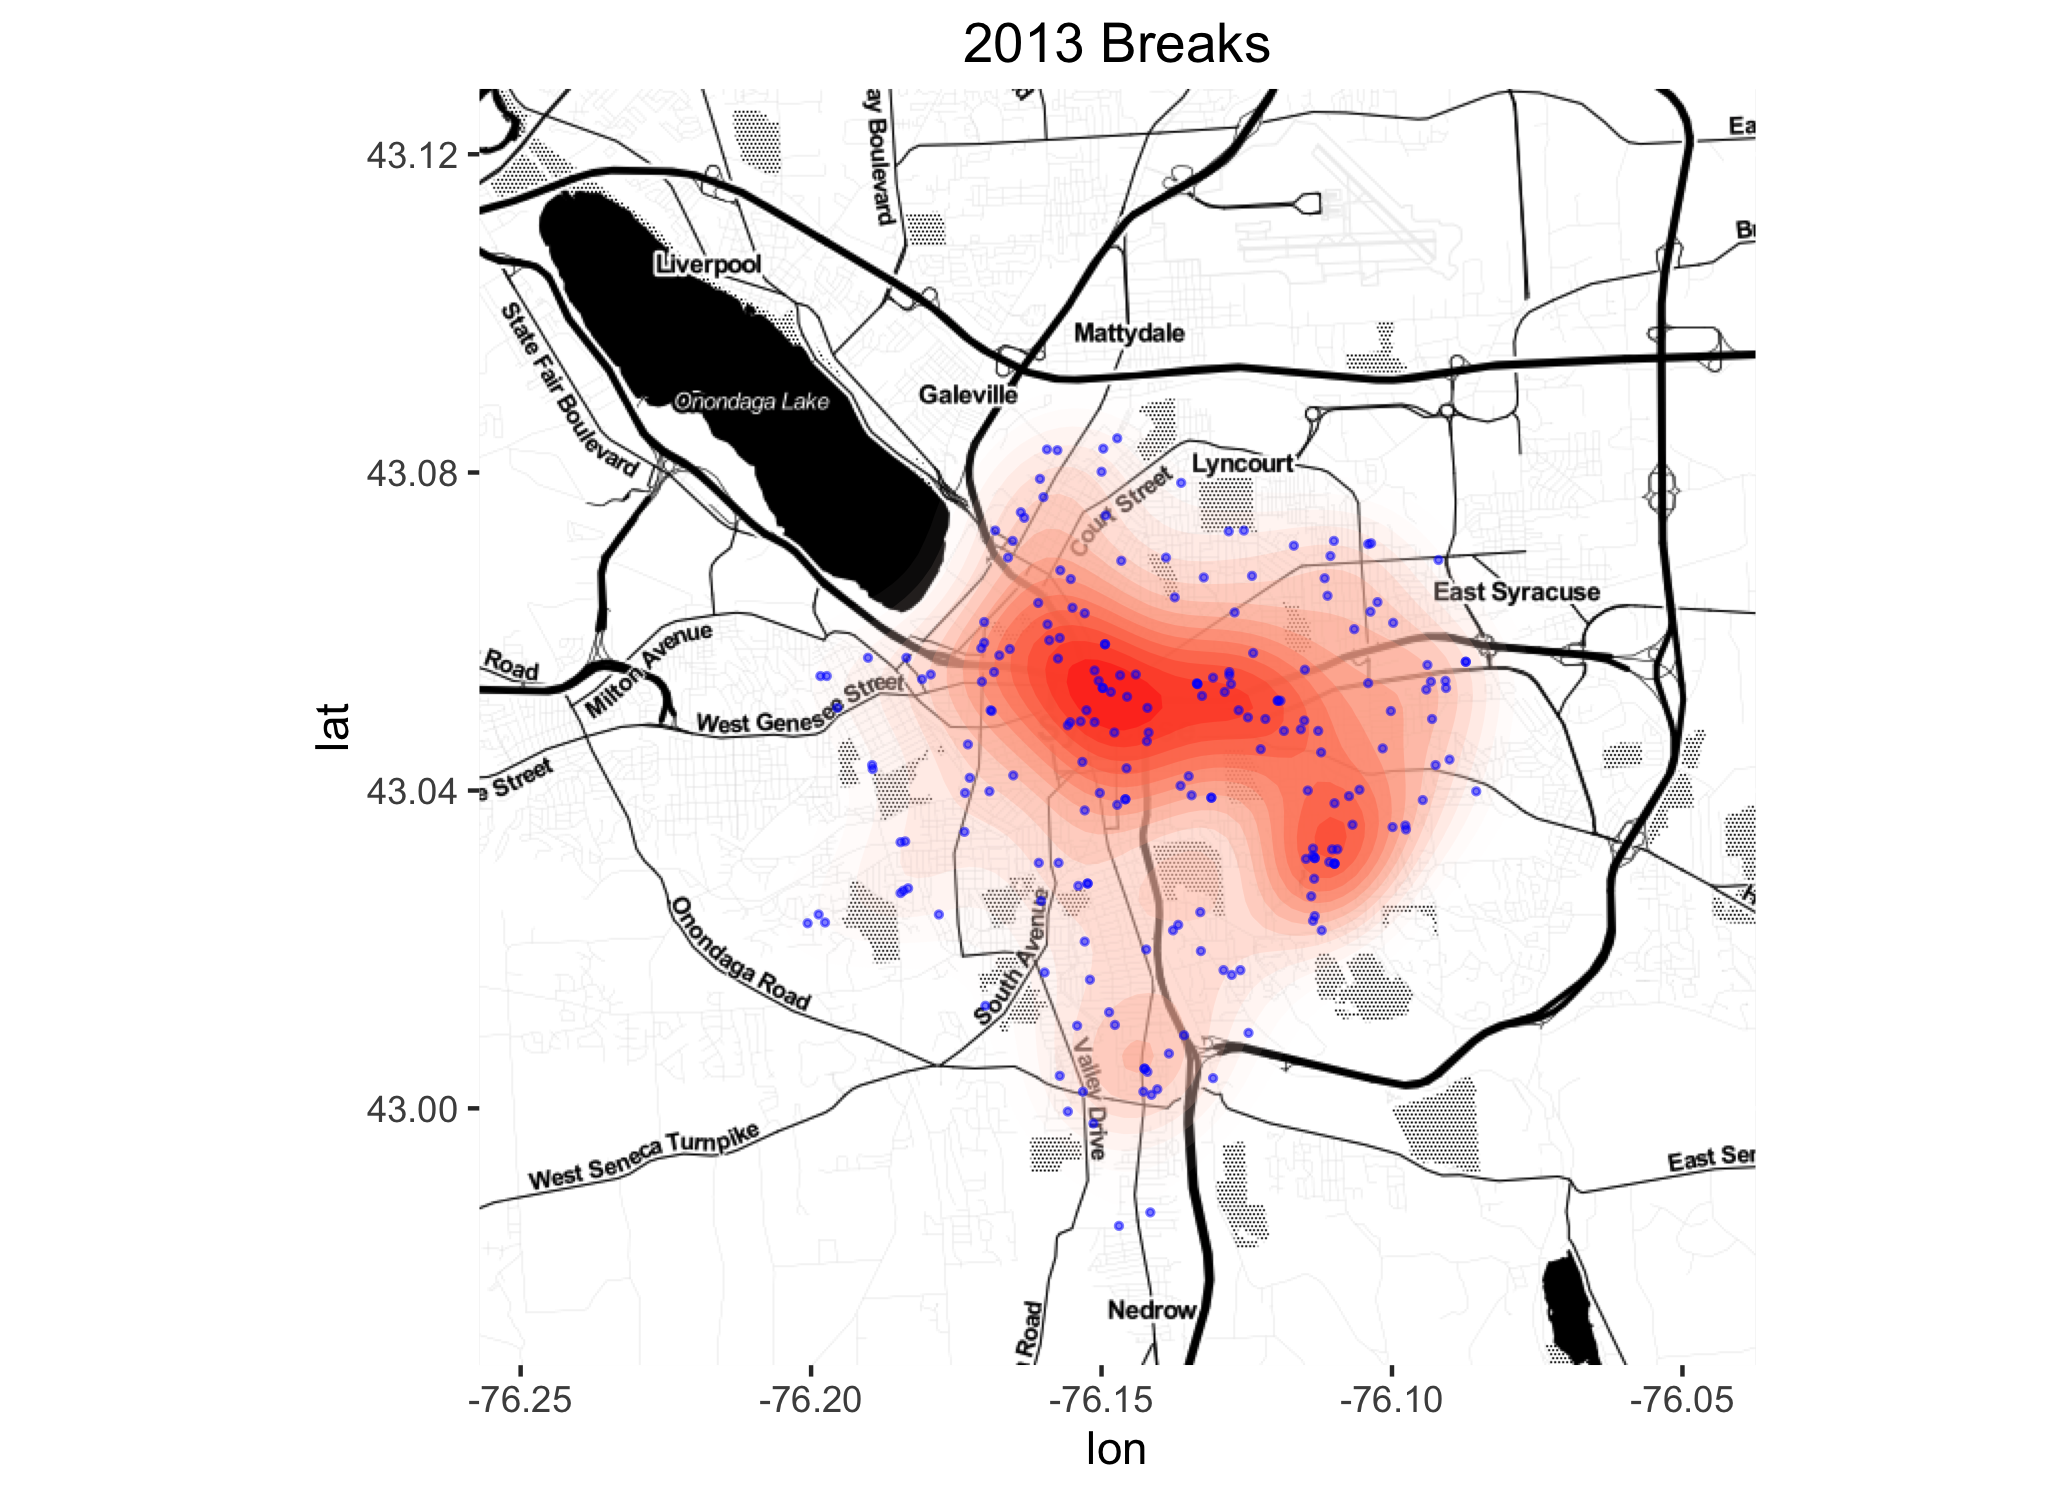 2013 Breaks
ay Boulevard
Ea
43.12
Bu
Liverpool
State Fair Boulevard
Mattydale
Onondaga Lake
Galeville
43.08
Lyncourt
Court Street
East Syracuse
Road
Milton Avenue
West Genesee Street
lat
e Street
43.04
Onondaga Road
South Avenue
Valley Drive
43.00
West Seneca Turnpike
East Ser
Nedrow
Road
-76.25
-76.20
-76.15
-76.10
-76.05
lon